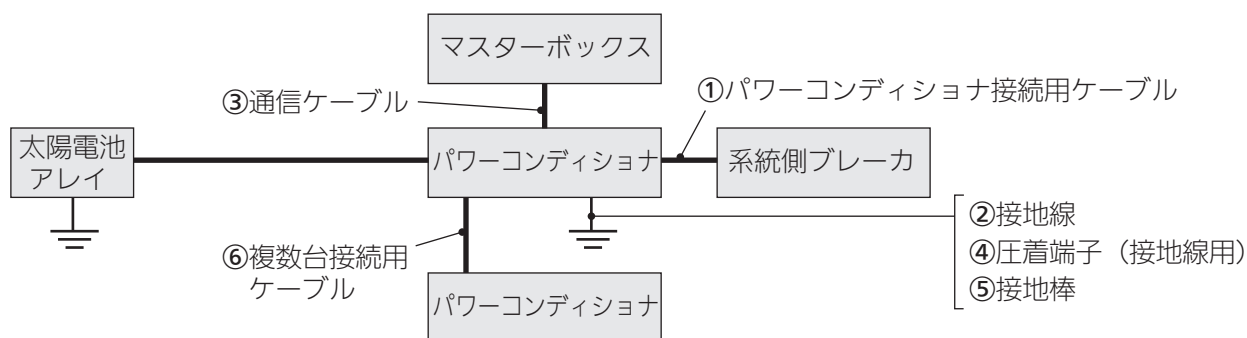 マスターボックス
③通信ケーブル
①パワーコンディショナ接続用ケーブル
太陽電池
アレイ
パワーコンディショナ
系統側ブレーカ
②接地線
④圧着端子（接地線用）
⑤接地棒
⑥複数台接続用
ケーブル
パワーコンディショナ